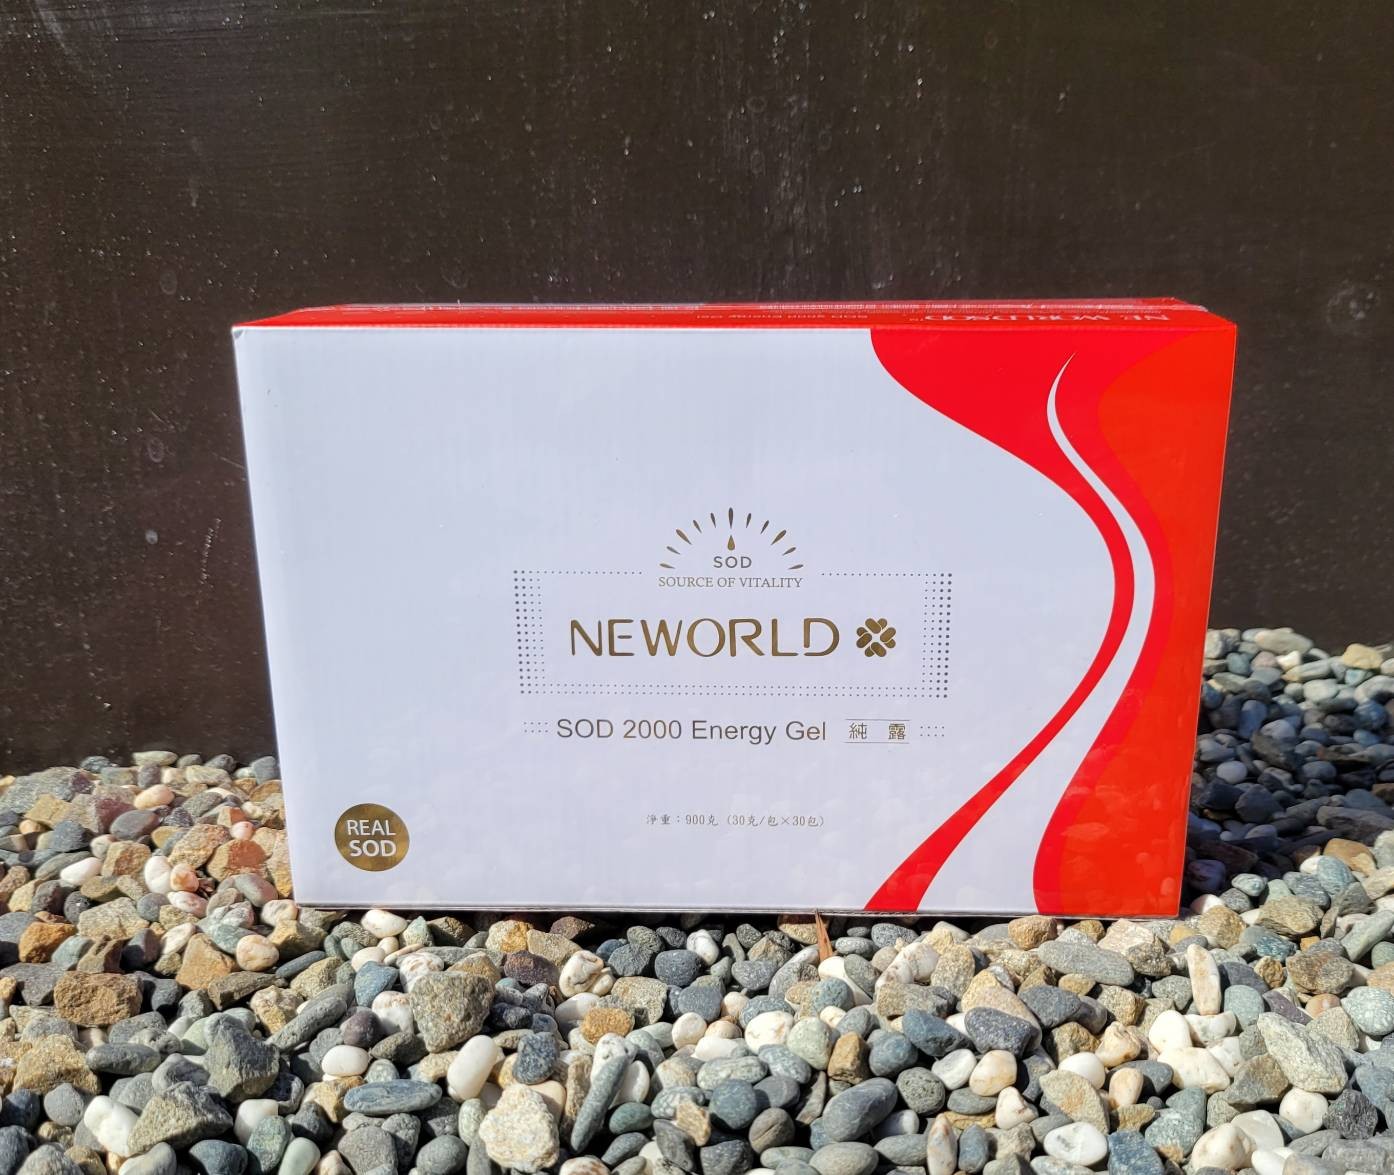 SOD
SOURCE OF VITALITY
NEWORLD
SOD 2000 Energy Gel 純 露
淨重：900克 (30克/包×30包)
REAL
SOD